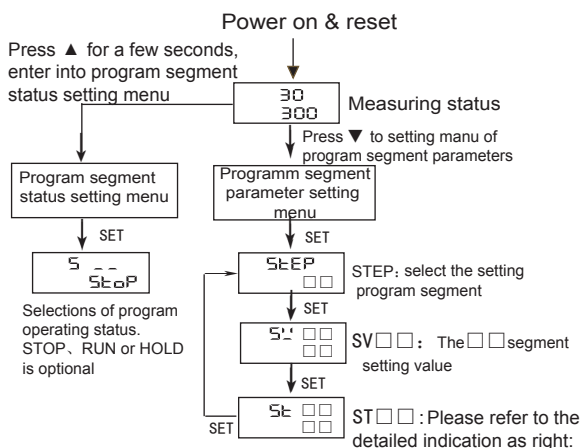 Power on & reset
Press ▲ for a few seconds,
enter into program segment
status setting menu
30
300
Measuring status
Press ▼ to setting manu of
program segment parameters
Program segment
status setting menu
Programm segment
parameter setting
menu
SET
SET
S _ _
StoP
StEP
□□
STEP: select the setting
program segment
Selections of program
operating status.
STOP、RUN or HOLD
is optional
SET
SV □□
□□
SV□□: The □□segment
setting value
SET
St □□
□□
SET
ST□□:Please refer to the
detailed indication as right: